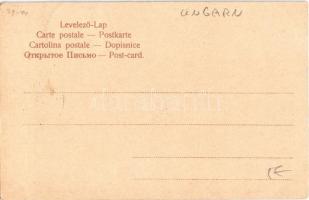 UNGARN
Levelező-Lap
Carte postale — Postkarte
Cartolina postale — Dopisnice
Открытое Письмо — Post-card.